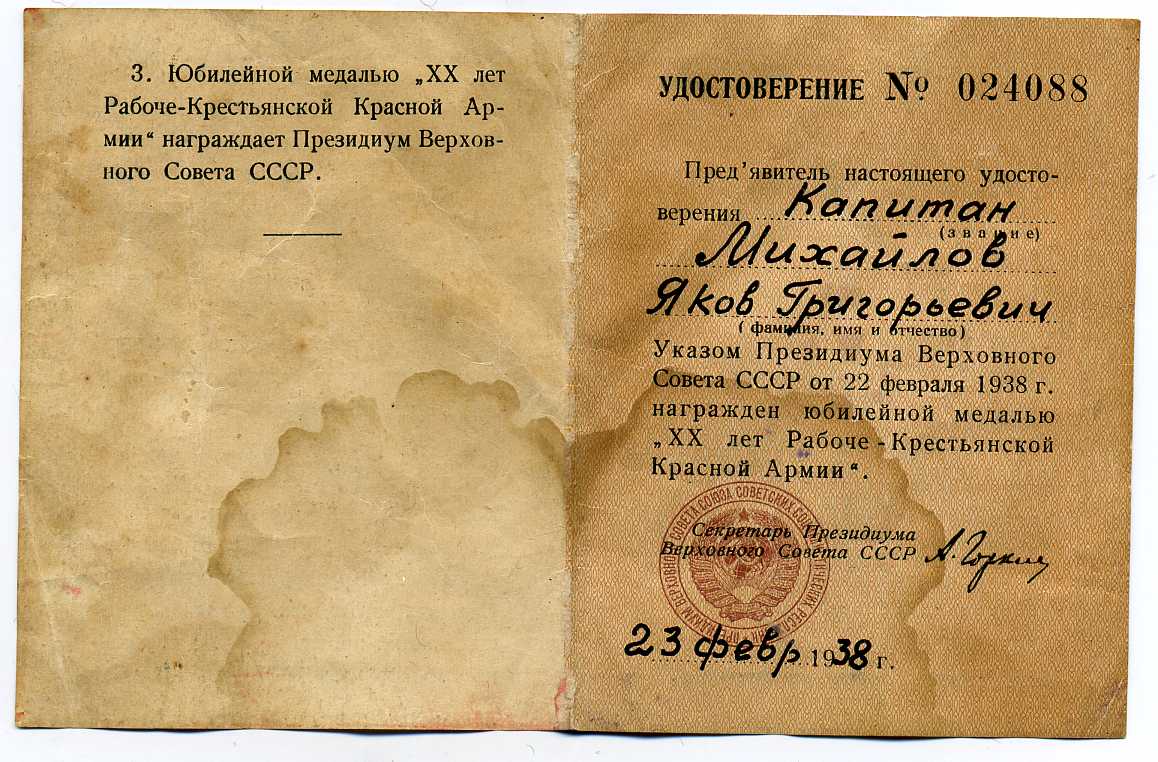 3. Юбилейной медалью „XX лет
Рабоче-Крестьянской Красной Ар-
мии“ награждает Президиум Верхов-
ного Совета СССР.
УДОСТОВЕРЕНИЕ № 024088
Пред’явитель настоящего удосто-
верения Капитан
(звание)
Михайлов
Яков Григорьевич
(фамилия, имя и отчество)
Указом Президиума Верховного
Совета СССР от 22 февраля 1938 г.
награжден юбилейной медалью
„XX лет Рабоче-Крестьянской
Красной Армии“.
Секретарь Президиума
Верховного Совета СССР А. Горкин
23 февр 1938 г.